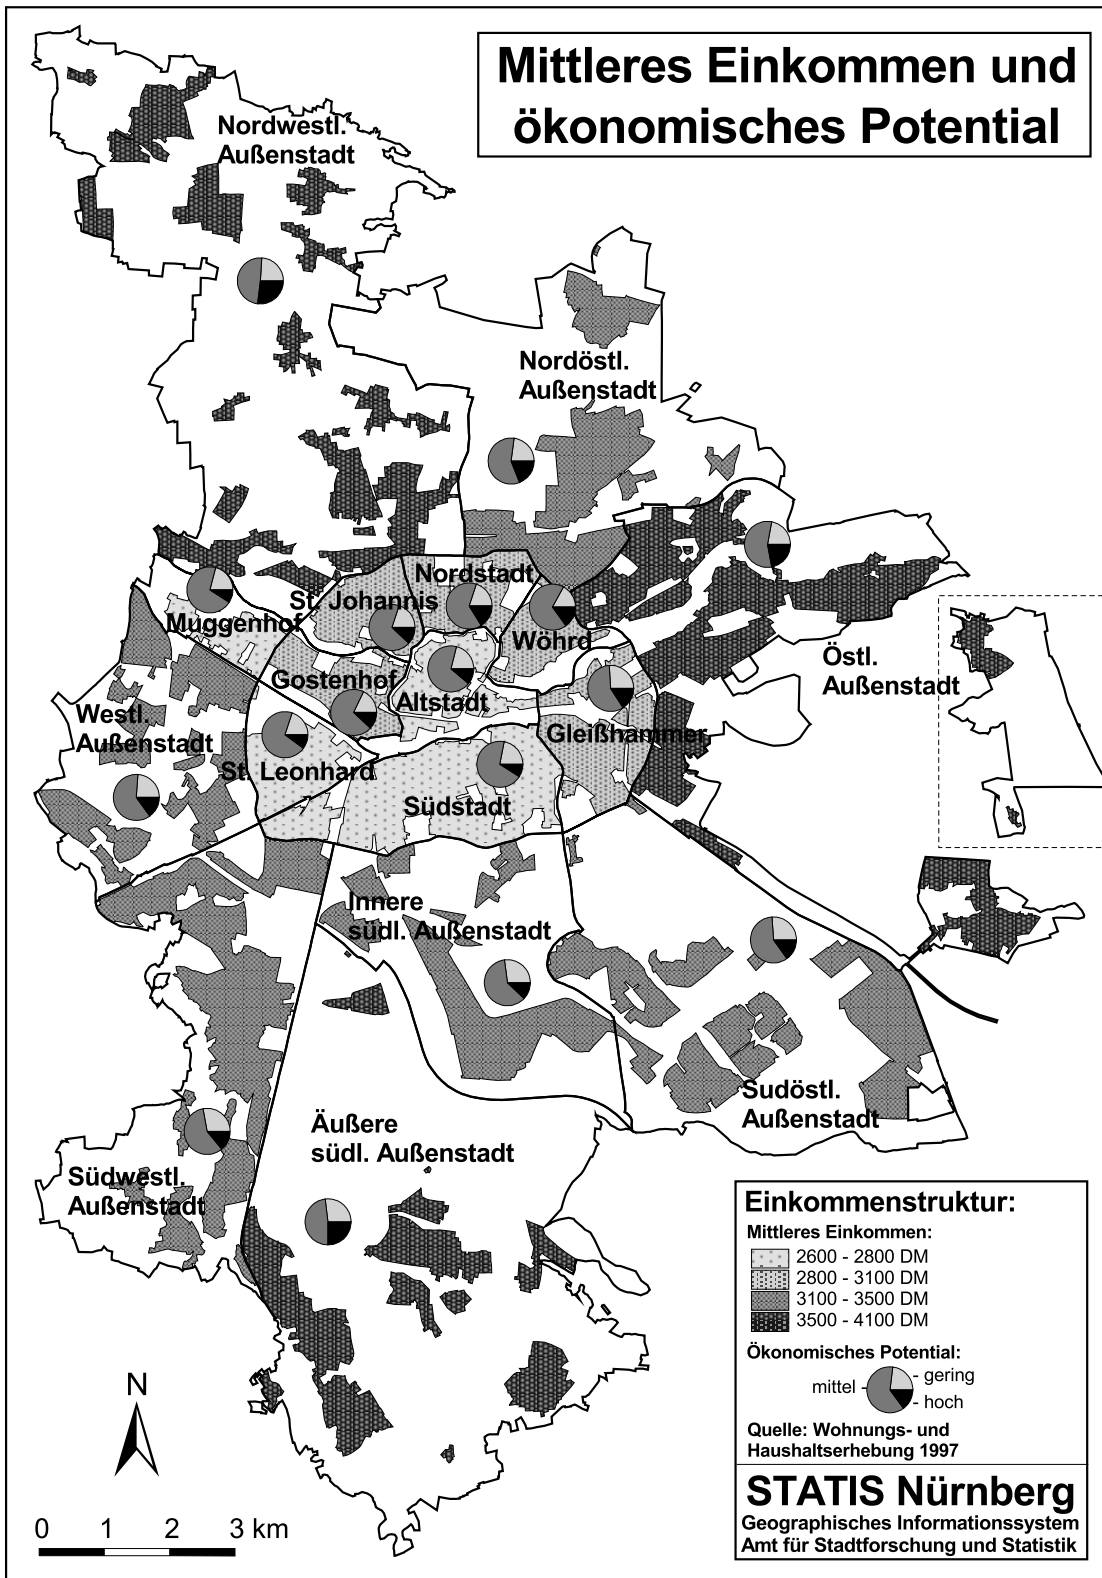 Mittleres Einkommen und
ökonomisches Potential
Nordwestl.
Außenstadt
Nordöstl.
Außenstadt
Nordstadt
St. Johannis
Muggenhof
Wöhrd
Östl.
Außenstadt
Gostenhof
Altstadt
Westl.
Außenstadt
Gleißhammer
St. Leonhard
Südstadt
Innere
südl. Außenstadt
Sudöstl.
Außenstadt
Äußere
südl. Außenstadt
Südwestl.
Außenstadt
Einkommenstruktur:
Mittleres Einkommen:
2600 - 2800 DM
2800 - 3100 DM
3100 - 3500 DM
3500 - 4100 DM
Ökonomisches Potential:
- gering
mittel -
- hoch
Quelle: Wohnungs- und
Haushaltserhebung 1997
STATIS Nürnberg
Geographisches Informationssystem
Amt für Stadtforschung und Statistik
N
0 1 2 3 km